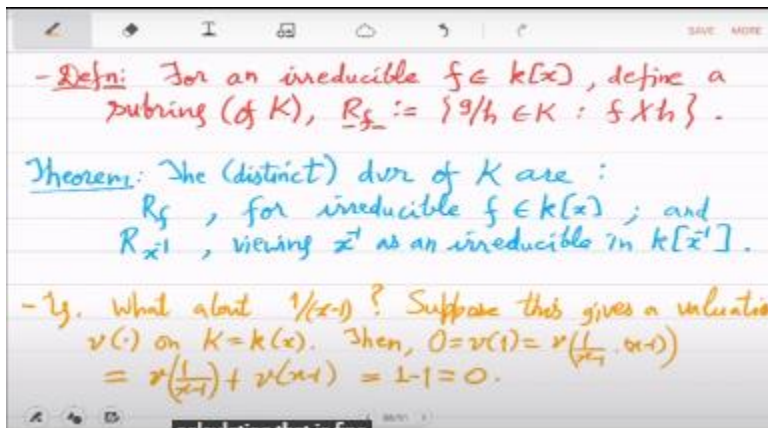 SAVE MORE
- Defn: For an irreducible f ∈ k[x], define a
subring (of K), R_f := {g/h ∈ K : f ∤ h}.
Theorem: The (distinct) dvr of K are :
R_f , for irreducible f ∈ k[x] ; and
R_{x^{-1}} , viewing x^{-1} as an irreducible in k[x^{-1}].
- Eg. What about 1/(x-1) ? Suppose this gives a valuatio
v(·) on K = k(x). Then, 0 = v(1) = v(1/(x-1) · (x-1))
= v(1/(x-1)) + v(x-1) = 1-1 = 0.